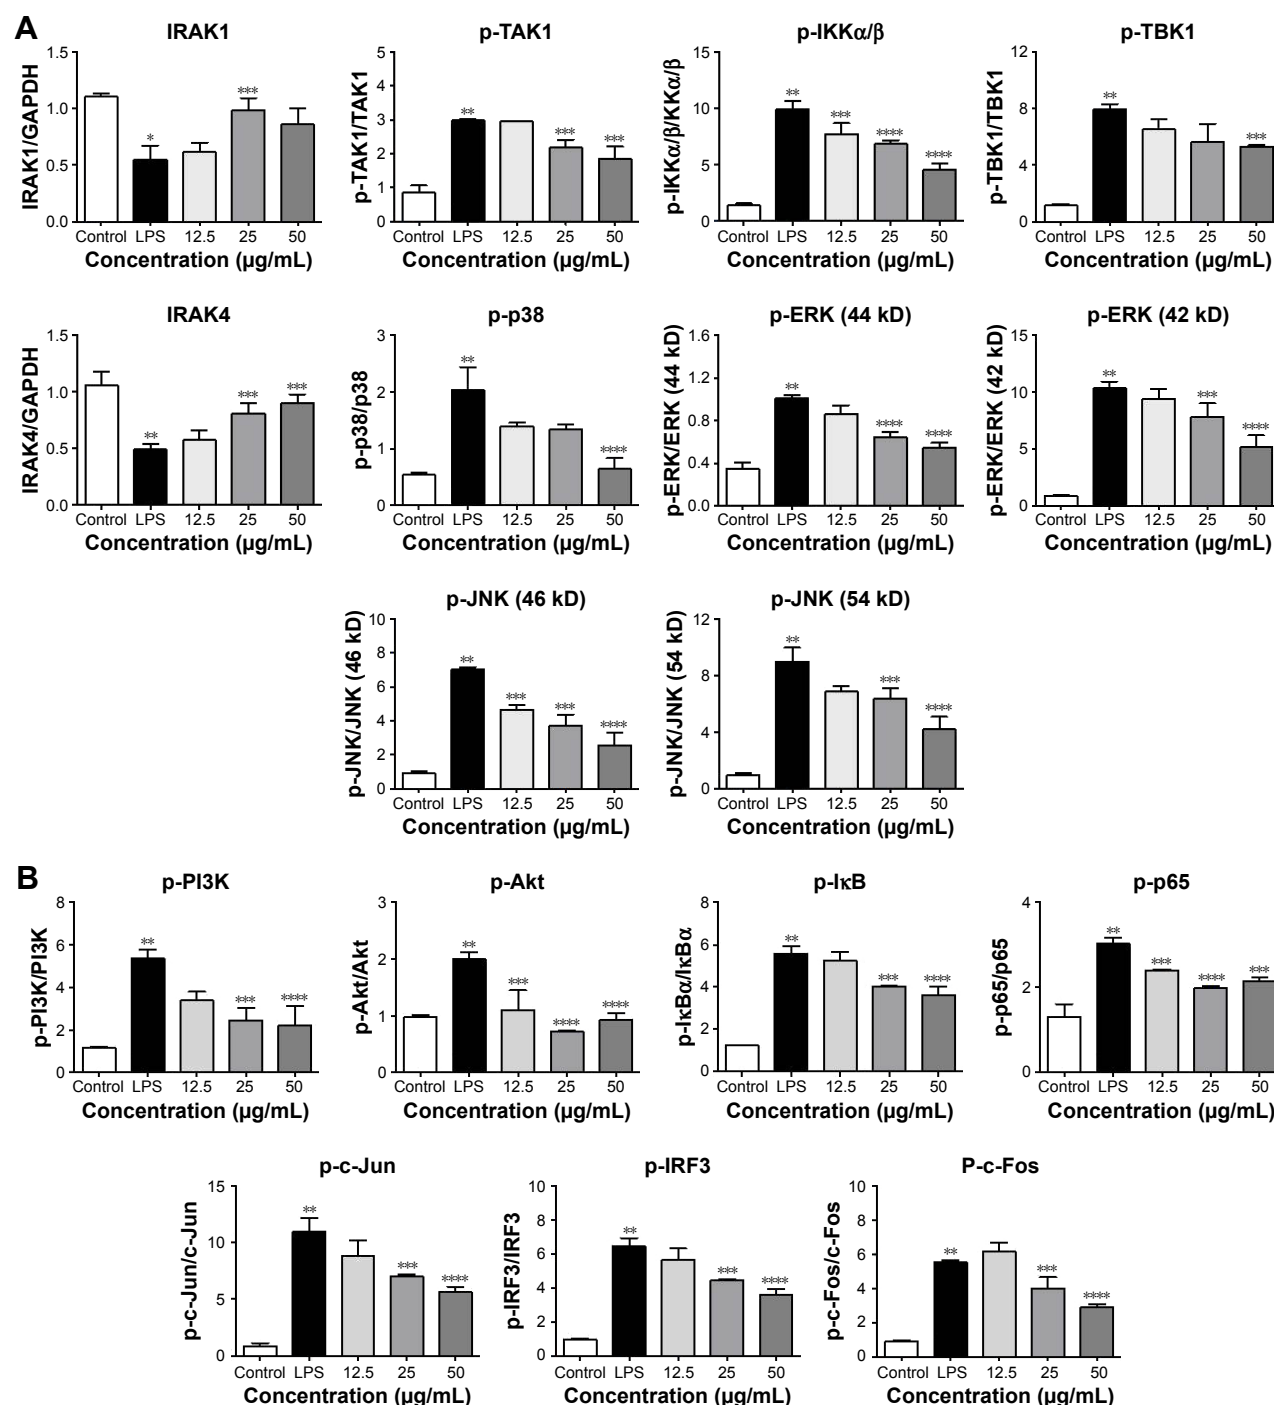 A
IRAK1
IRAK1/GAPDH
1.5
1.0
0.5
0.0
*
***
Control LPS 12.5 25 50
Concentration (µg/mL)
p-TAK1
p-TAK1/TAK1
5
4
3
2
1
0
**
***
***
Control LPS 12.5 25 50
Concentration (µg/mL)
p-IKKα/β
p-IKKα/β/KKα/β
15
10
5
0
**
***
****
****
Control LPS 12.5 25 50
Concentration (µg/mL)
p-TBK1
p-TBK1/TBK1
12
8
4
0
**
***
Control LPS 12.5 25 50
Concentration (µg/mL)
IRAK4
IRAK4/GAPDH
1.5
1.0
0.5
0.0
**
***
***
Control LPS 12.5 25 50
Concentration (µg/mL)
p-p38
p-p38/p38
3
2
1
0
**
****
Control LPS 12.5 25 50
Concentration (µg/mL)
p-ERK (44 kD)
p-ERK/ERK (44 kD)
1.6
1.2
0.8
0.4
0.0
**
****
****
Control LPS 12.5 25 50
Concentration (µg/mL)
p-ERK (42 kD)
p-ERK/ERK (42 kD)
15
10
5
0
**
***
****
Control LPS 12.5 25 50
Concentration (µg/mL)
p-JNK (46 kD)
p-JNK/JNK (46 kD)
10
8
6
4
2
0
**
***
***
****
Control LPS 12.5 25 50
Concentration (µg/mL)
p-JNK (54 kD)
p-JNK/JNK (54 kD)
12
8
4
0
**
***
****
Control LPS 12.5 25 50
Concentration (µg/mL)
B
p-PI3K
p-PI3K/PI3K
8
6
4
2
0
**
***
****
Control LPS 12.5 25 50
Concentration (µg/mL)
p-Akt
p-Akt/Akt
3
2
1
0
**
***
****
****
Control LPS 12.5 25 50
Concentration (µg/mL)
p-IκB
p-IκBα/IκBα
8
6
4
2
0
**
***
****
Control LPS 12.5 25 50
Concentration (µg/mL)
p-p65
p-p65/p65
4
2
0
**
***
****
***
Control LPS 12.5 25 50
Concentration (µg/mL)
p-c-Jun
p-c-Jun/c-Jun
15
10
5
0
**
***
****
Control LPS 12.5 25 50
Concentration (µg/mL)
p-IRF3
p-IRF3/IRF3
10
8
6
4
2
0
**
***
****
Control LPS 12.5 25 50
Concentration (µg/mL)
P-c-Fos
p-c-Fos/c-Fos
10
8
6
4
2
0
**
***
****
Control LPS 12.5 25 50
Concentration (µg/mL)